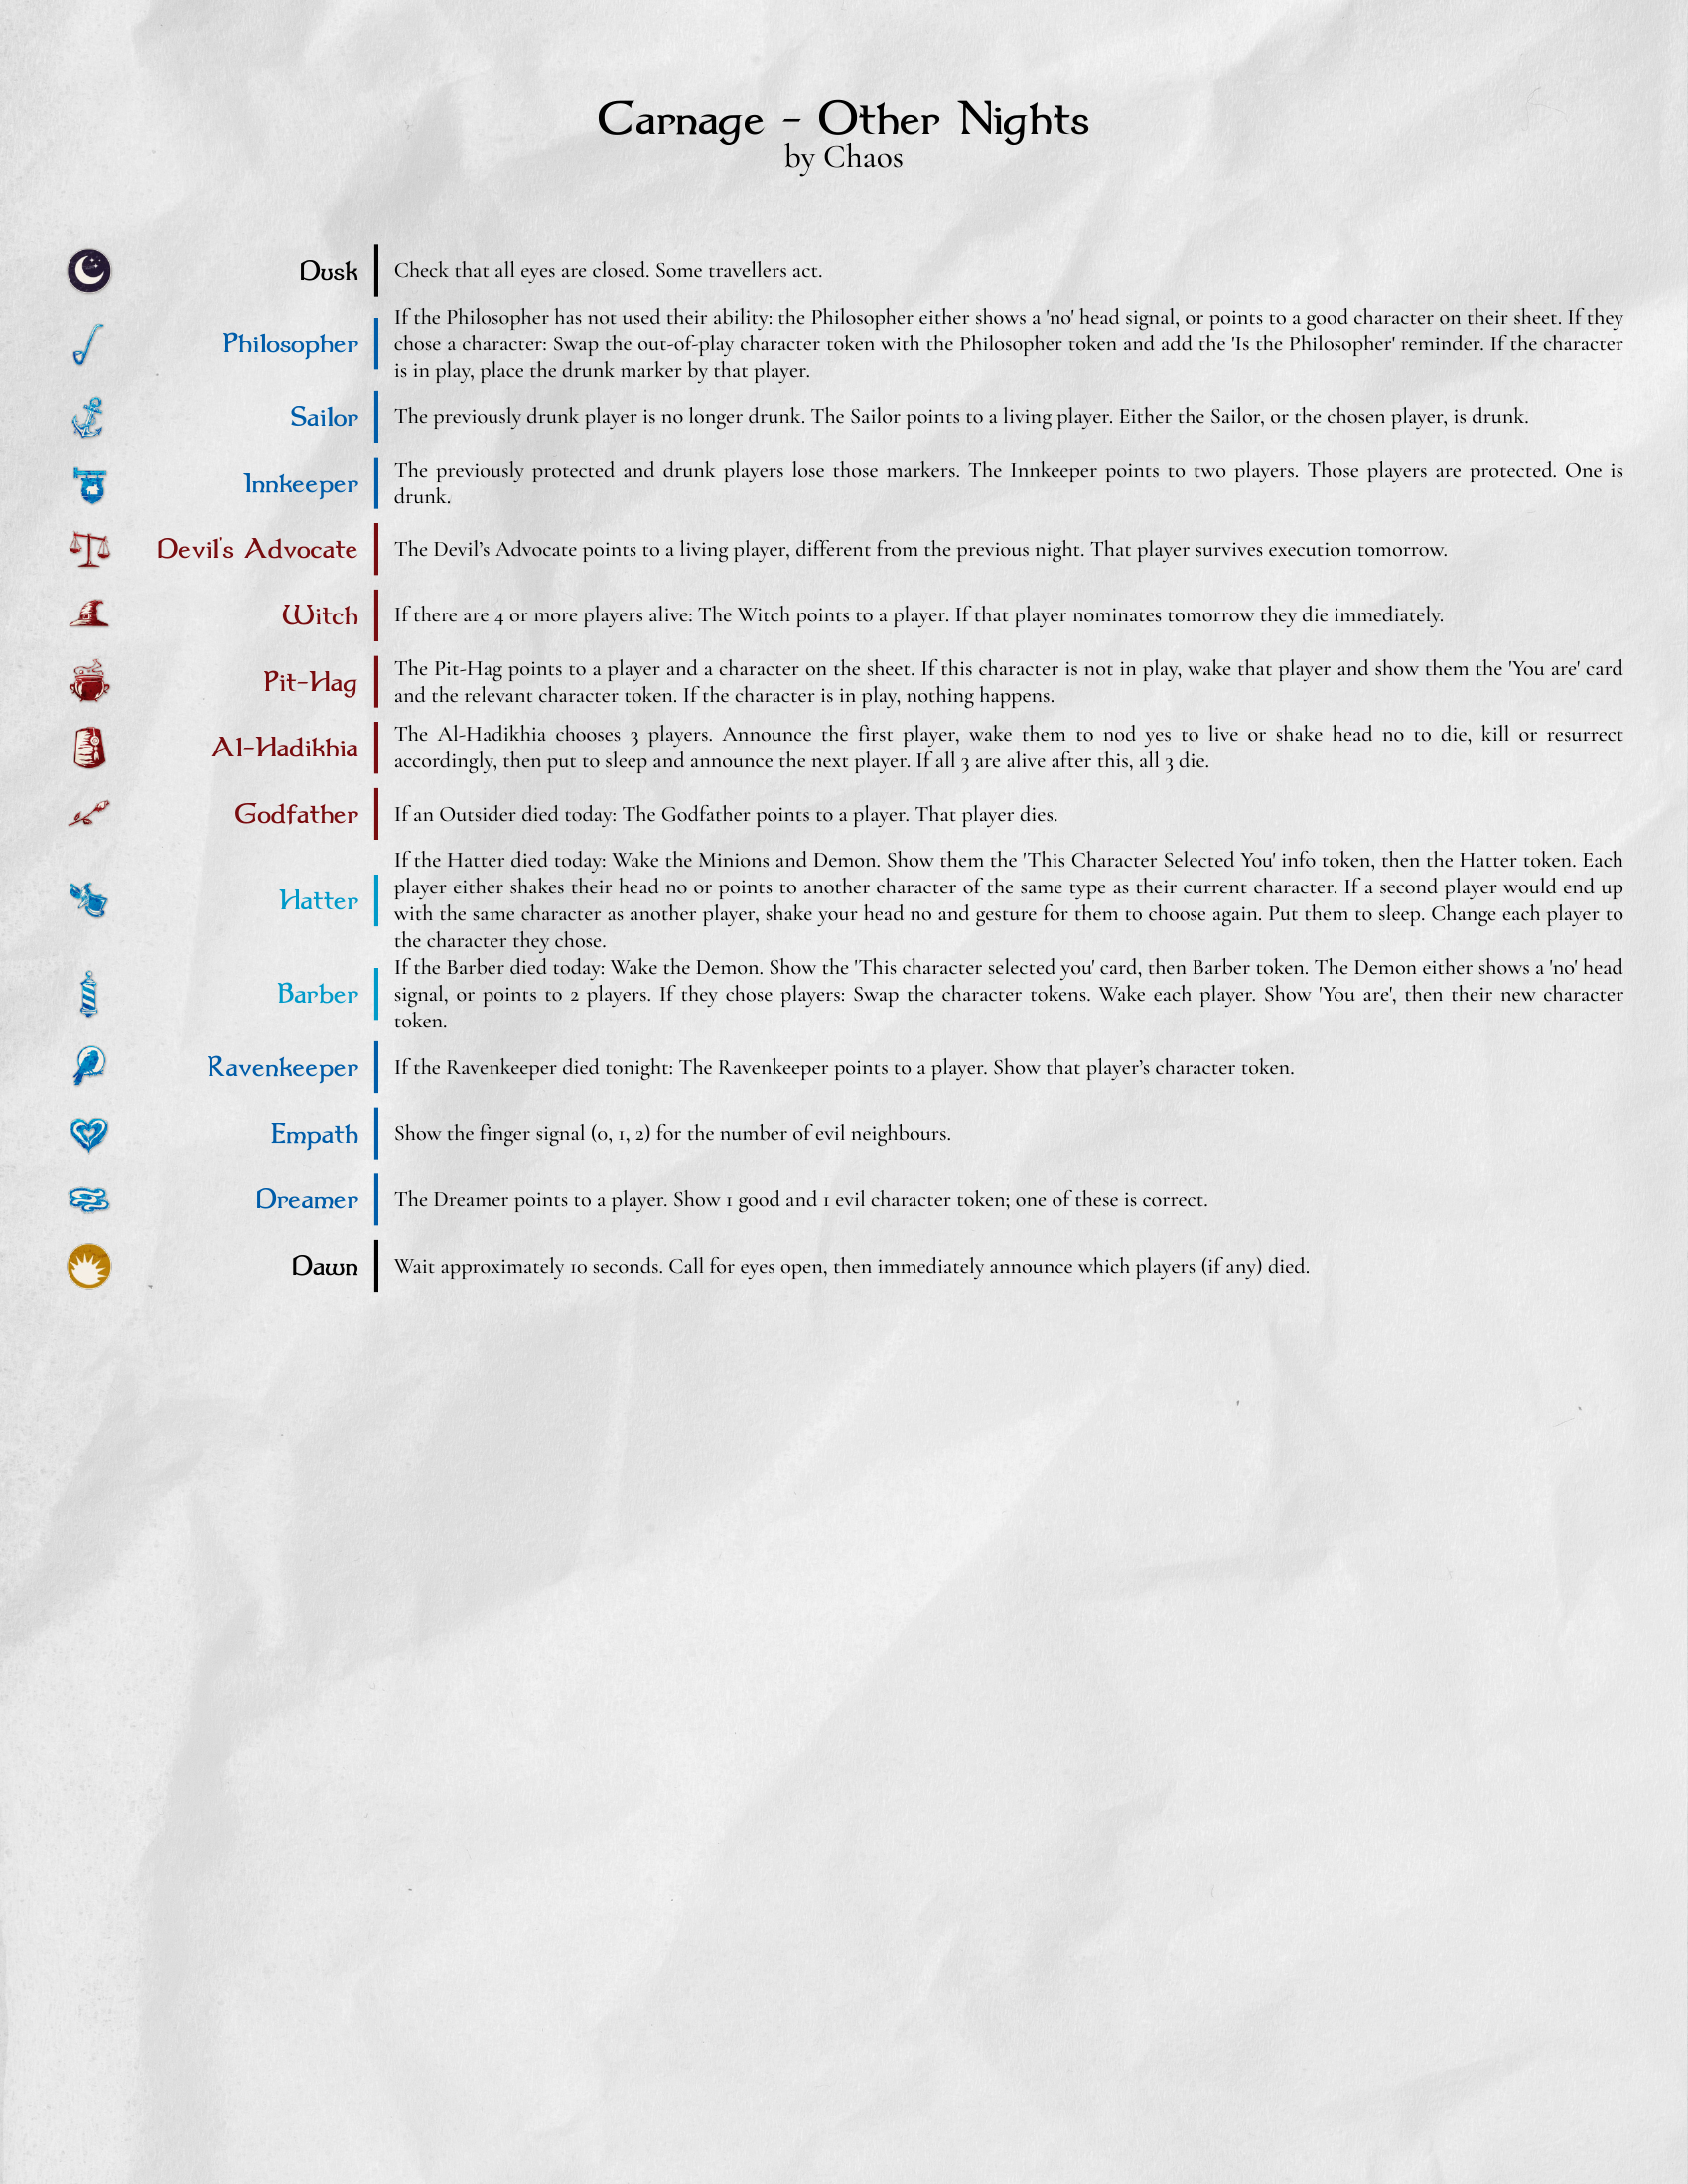 Carnage - Other Nights
by Chaos
Dusk
Check that all eyes are closed. Some travellers act.
Philosopher
If the Philosopher has not used their ability: the Philosopher either shows a 'no' head signal, or points to a good character on their sheet. If they
chose a character: Swap the out-of-play character token with the Philosopher token and add the 'Is the Philosopher' reminder. If the character
is in play, place the drunk marker by that player.
Sailor
The previously drunk player is no longer drunk. The Sailor points to a living player. Either the Sailor, or the chosen player, is drunk.
Innkeeper
The previously protected and drunk players lose those markers. The Innkeeper points to two players. Those players are protected. One is
drunk.
Devil's Advocate
The Devil’s Advocate points to a living player, different from the previous night. That player survives execution tomorrow.
Witch
If there are 4 or more players alive: The Witch points to a player. If that player nominates tomorrow they die immediately.
Pit-Hag
The Pit-Hag points to a player and a character on the sheet. If this character is not in play, wake that player and show them the 'You are' card
and the relevant character token. If the character is in play, nothing happens.
Al-Hadikhia
The Al-Hadikhia chooses 3 players. Announce the first player, wake them to nod yes to live or shake head no to die, kill or resurrect
accordingly, then put to sleep and announce the next player. If all 3 are alive after this, all 3 die.
Godfather
If an Outsider died today: The Godfather points to a player. That player dies.
Hatter
If the Hatter died today: Wake the Minions and Demon. Show them the 'This Character Selected You' info token, then the Hatter token. Each
player either shakes their head no or points to another character of the same type as their current character. If a second player would end up
with the same character as another player, shake your head no and gesture for them to choose again. Put them to sleep. Change each player to
the character they chose.
Barber
If the Barber died today: Wake the Demon. Show the 'This character selected you' card, then Barber token. The Demon either shows a 'no' head
signal, or points to 2 players. If they chose players: Swap the character tokens. Wake each player. Show 'You are', then their new character
token.
Ravenkeeper
If the Ravenkeeper died tonight: The Ravenkeeper points to a player. Show that player’s character token.
Empath
Show the finger signal (0, 1, 2) for the number of evil neighbours.
Dreamer
The Dreamer points to a player. Show 1 good and 1 evil character token; one of these is correct.
Dawn
Wait approximately 10 seconds. Call for eyes open, then immediately announce which players (if any) died.